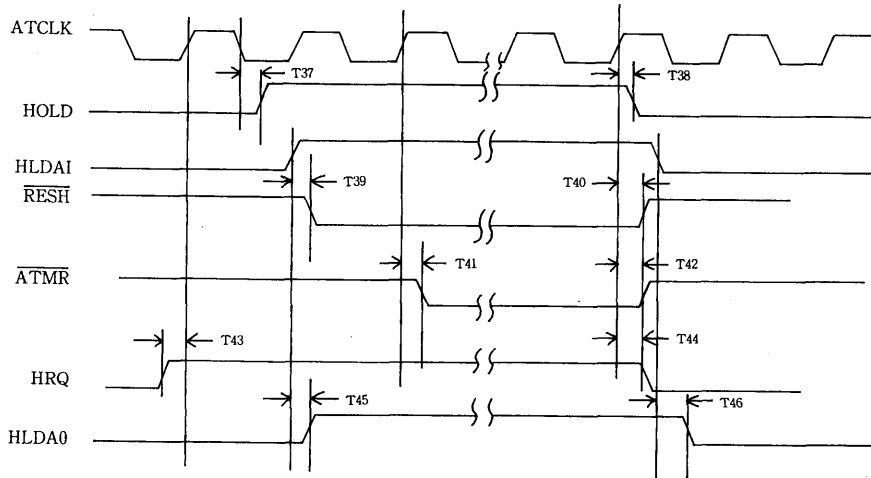 ATCLK
T37
T38
HOLD
HLDAI
T39
T40
RESH
T41
T42
ATMR
T43
T44
HRQ
T45
T46
HLDA0